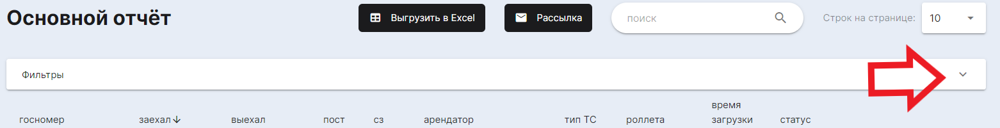 Основной отчёт
Выгрузить в Excel
Рассылка
поиск
Строк на странице:
10
Фильтры
госномер
заехал
выехал
пост
сз
арендатор
тип ТС
роллета
время
загрузки
статус